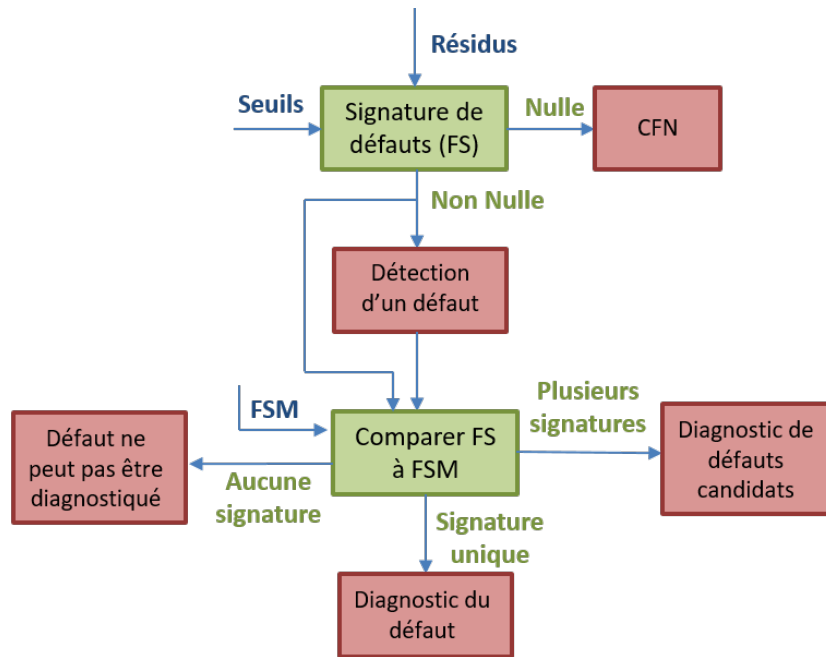 Résidus
Seuils
Signature de
défauts (FS)
Nulle
CFN
Non Nulle
Détection
d'un défaut
FSM
Plusieurs
signatures
Défaut ne
peut pas être
diagnostiqué
Comparer FS
à FSM
Diagnostic de
défauts
candidats
Aucune
signature
Signature
unique
Diagnostic du
défaut